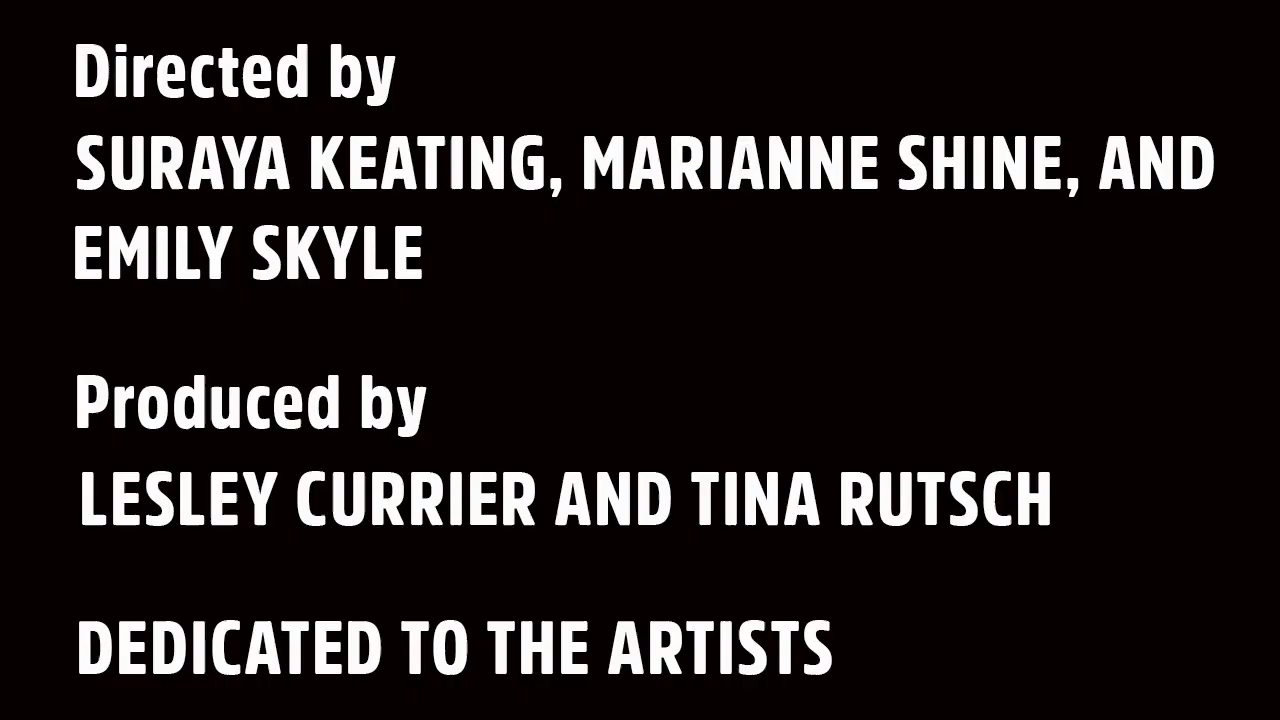 Directed by
SURAYA KEATING, MARIANNE SHINE, AND
EMILY SKYLE
Produced by
LESLEY CURRIER AND TINA RUTSCH
DEDICATED TO THE ARTISTS